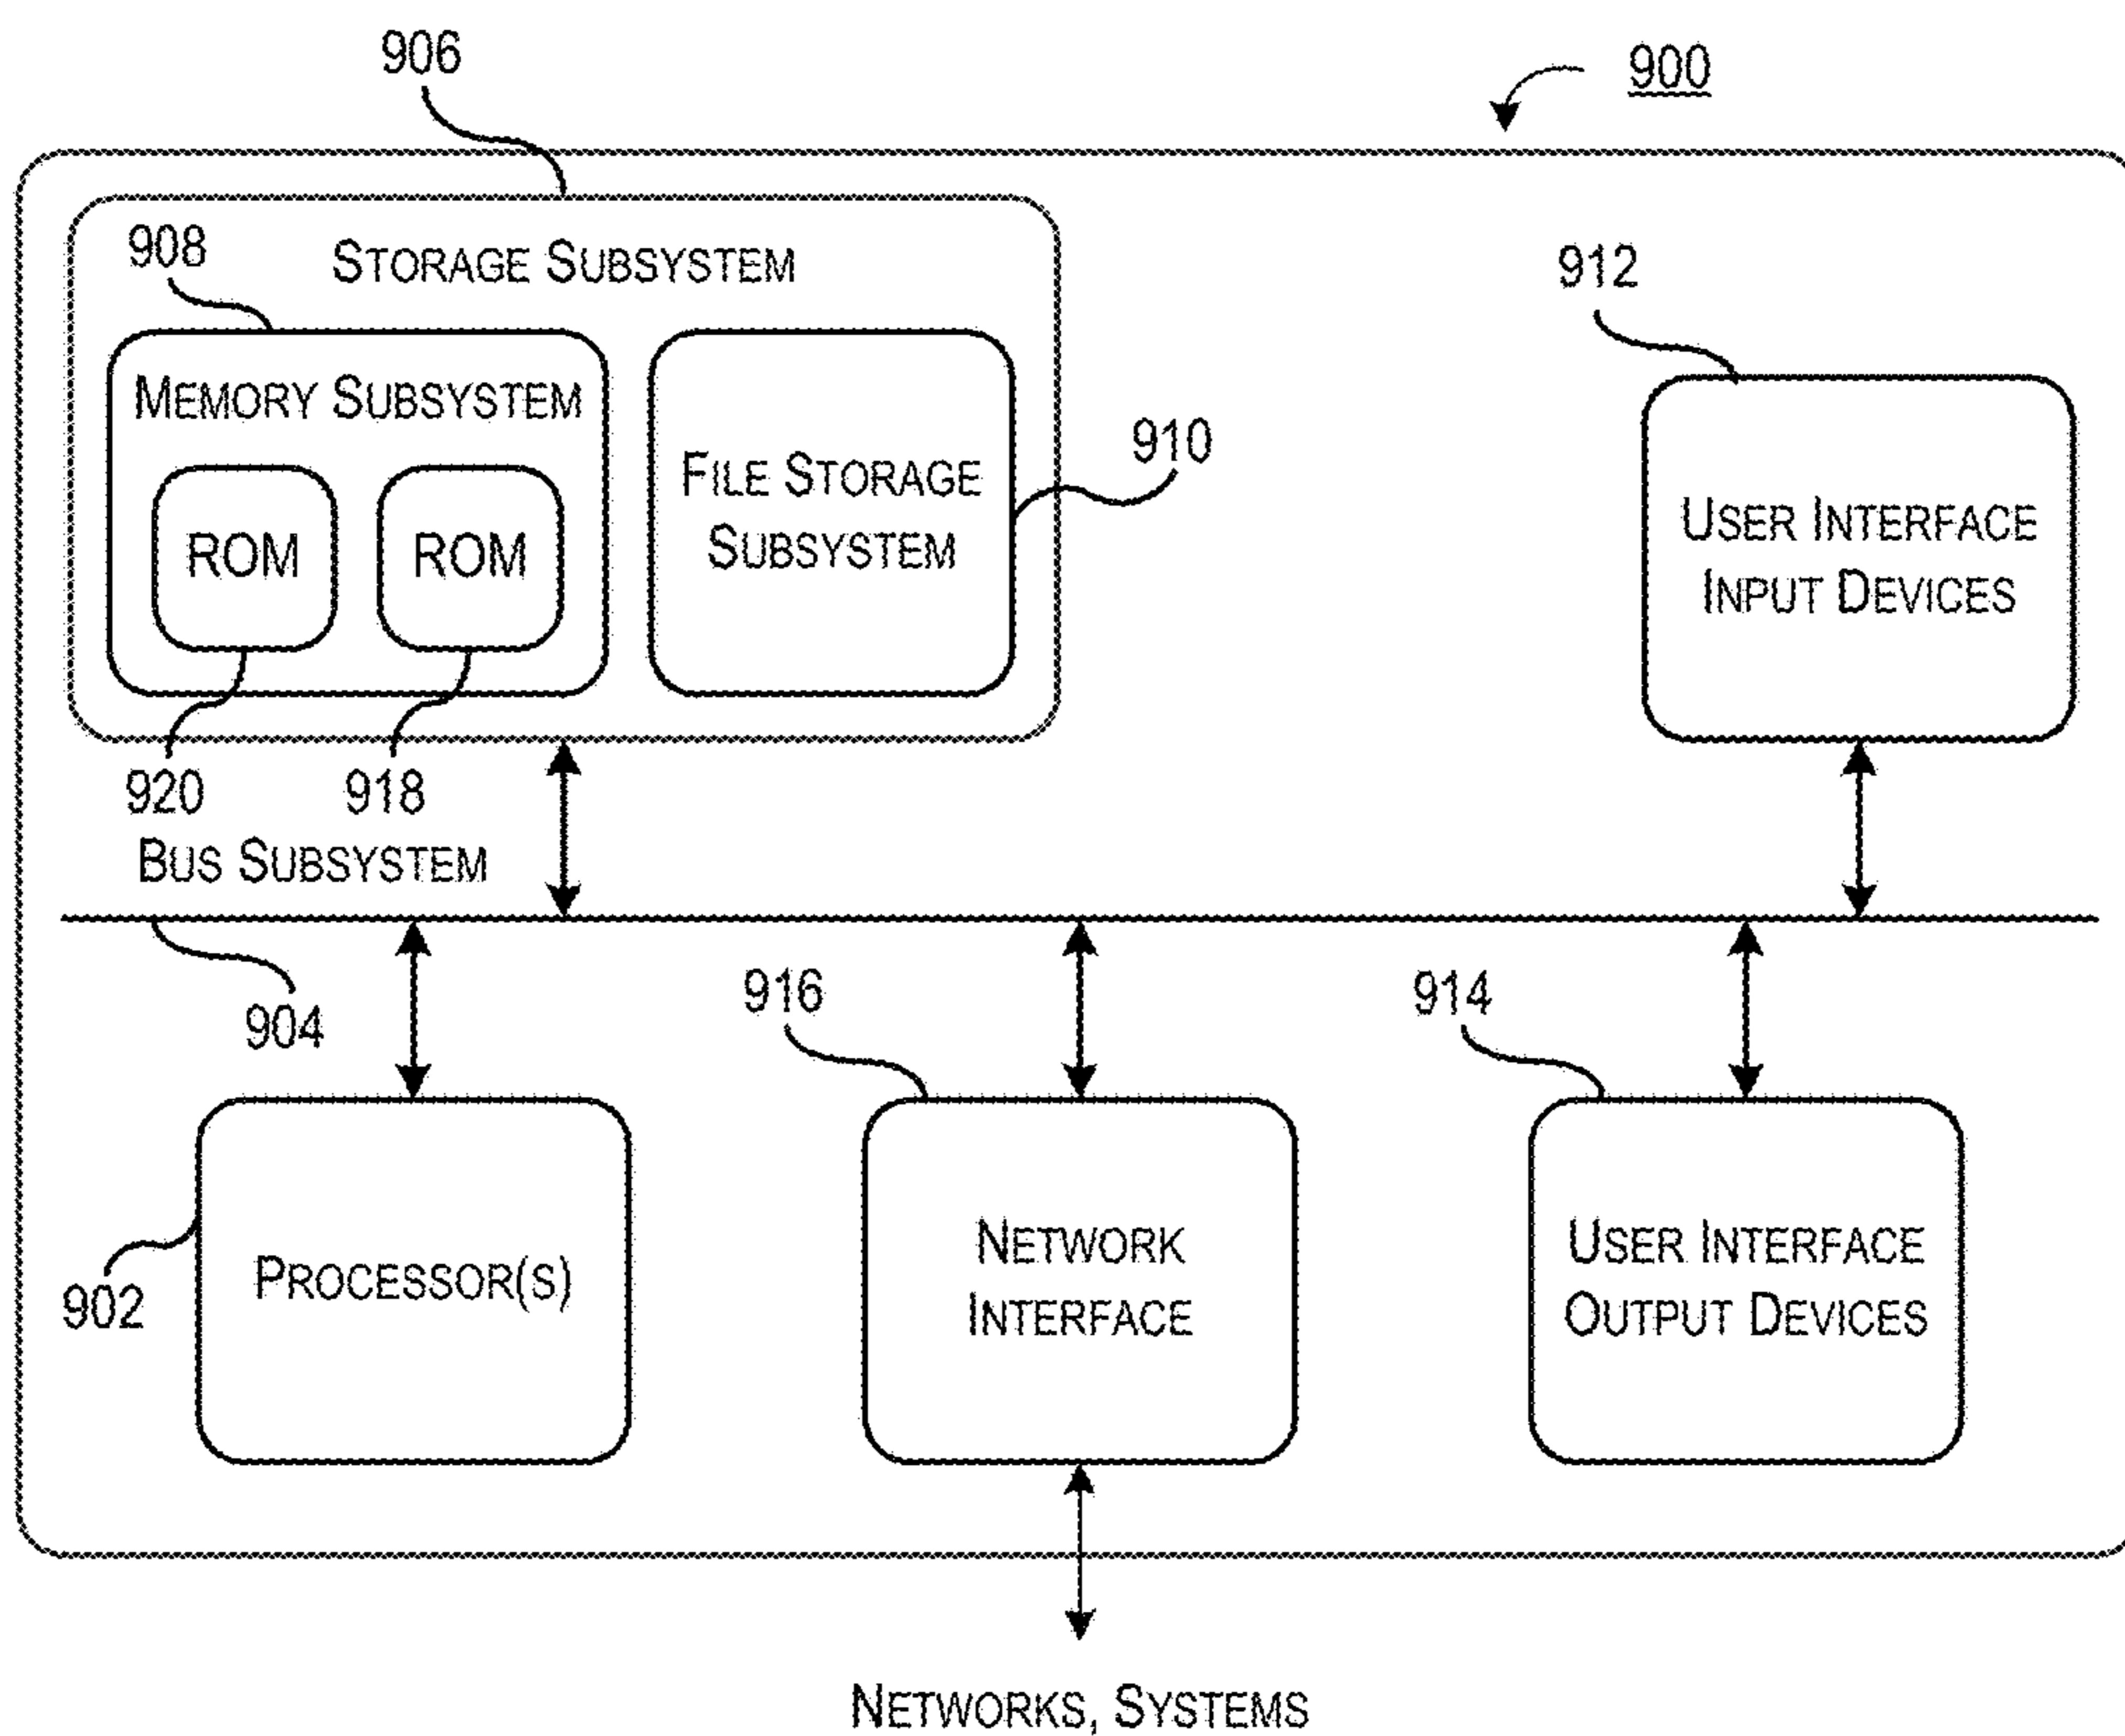 906
900
908
STORAGE SUBSYSTEM
912
MEMORY SUBSYSTEM
910
FILE STORAGE
SUBSYSTEM
ROM
ROM
USER INTERFACE
INPUT DEVICES
920
918
BUS SUBSYSTEM
904
916
914
902
PROCESSOR(S)
NETWORK
INTERFACE
USER INTERFACE
OUTPUT DEVICES
NETWORKS, SYSTEMS